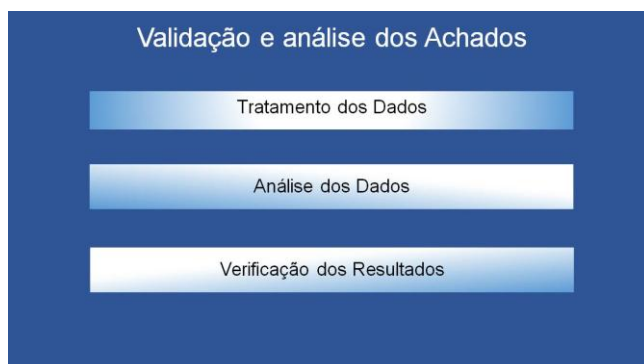 Validação e análise dos Achados
Tratamento dos Dados
Análise dos Dados
Verificação dos Resultados